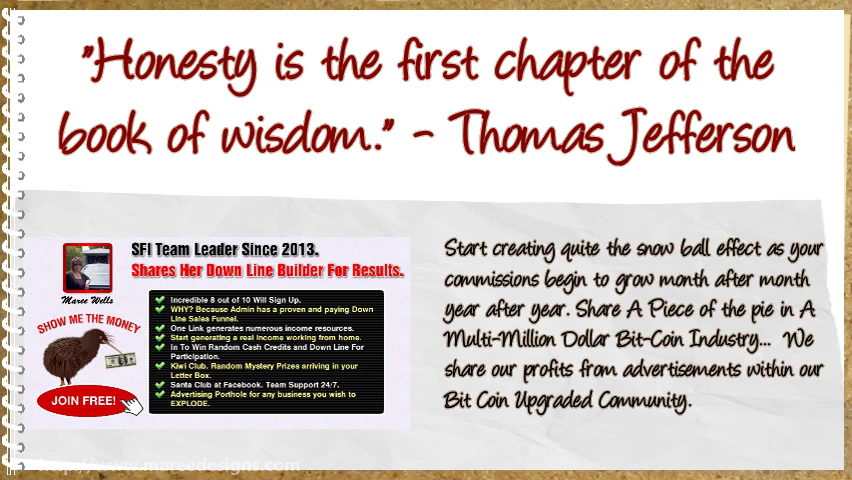 "Honesty is the first chapter of the
book of wisdom." - Thomas Jefferson
SFI Team Leader Since 2013.
Shares Her Down Line Builder For Results.
Maree Wells
SHOW ME THE MONEY
JOIN FREE!
Incredible 8 out of 10 Will Sign Up.
WHY? Because Admin has a proven and paying Down
Line Sales Funnel.
One Link generates numerous income resources.
Start generating a real income working from home.
In To Win Random Cash Credits and Down Line For
Participation.
Kiwi Club. Random Mystery Prizes arriving in your
Letter Box.
Santa Club at Facebook. Team Support 24/7.
Advertising Porthole for any business you wish to
EXPLODE.
Start creating quite the snow ball effect as your
commissions begin to grow month after month
year after year. Share A Piece of the pie in A
Multi-Million Dollar Bit-Coin Industry... We
share our profits from advertisements within our
Bit Coin Upgraded Community.
http://www.mareedesigns.com